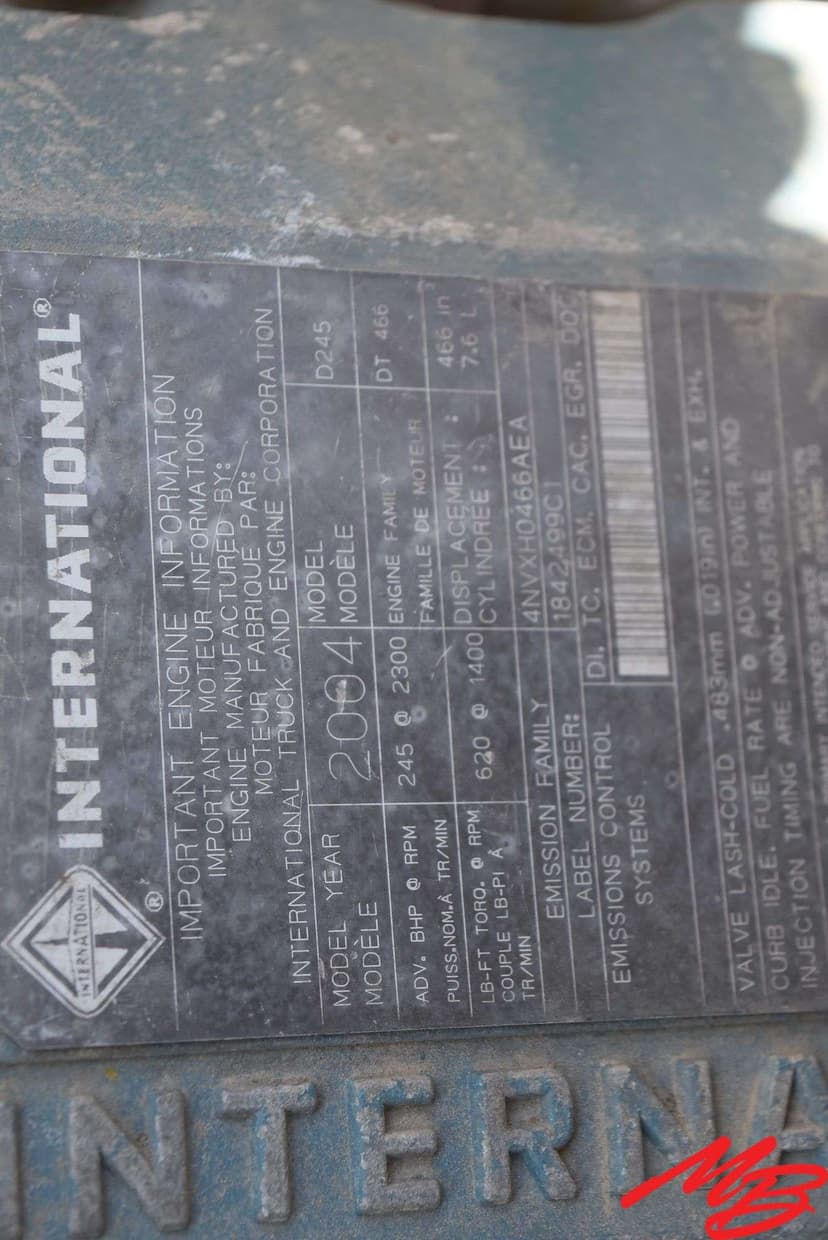 INTERNATIONAL®
INTERNATIONAL
®
IMPORTANT ENGINE INFORMATION
IMPORTANT MOTEUR INFORMATIONS
ENGINE MANUFACTURED BY:
MOTEUR FABRIQUE PAR:
INTERNATIONAL TRUCK AND ENGINE CORPORATION
MODEL YEAR
MODÈLE
2004
MODEL
MODÈLE
D245
ADV. BHP @ RPM
PUISS.NOM.À TR/MIN
245 @ 2300
ENGINE FAMILY
FAMILLE DE MOTEUR
DT 466
LB-FT TORQ. @ RPM
COUPLE LB-PI À
TR/MIN
620 @ 1400
DISPLACEMENT :
CYLINDRÉE :
466 in
7.6 L
EMISSION FAMILY
4NVXH0466AEA
LABEL NUMBER:
1842499C1
EMISSIONS CONTROL
SYSTEMS
DI, TC, ECM, CAC, EGR, DOC
VALVE LASH-COLD .483mm (.019in) INT. & EXH.
CURB IDLE, FUEL RATE @ ADV. POWER AND
INJECTION TIMING ARE NON-ADJUSTABLE
INTERNA
MB